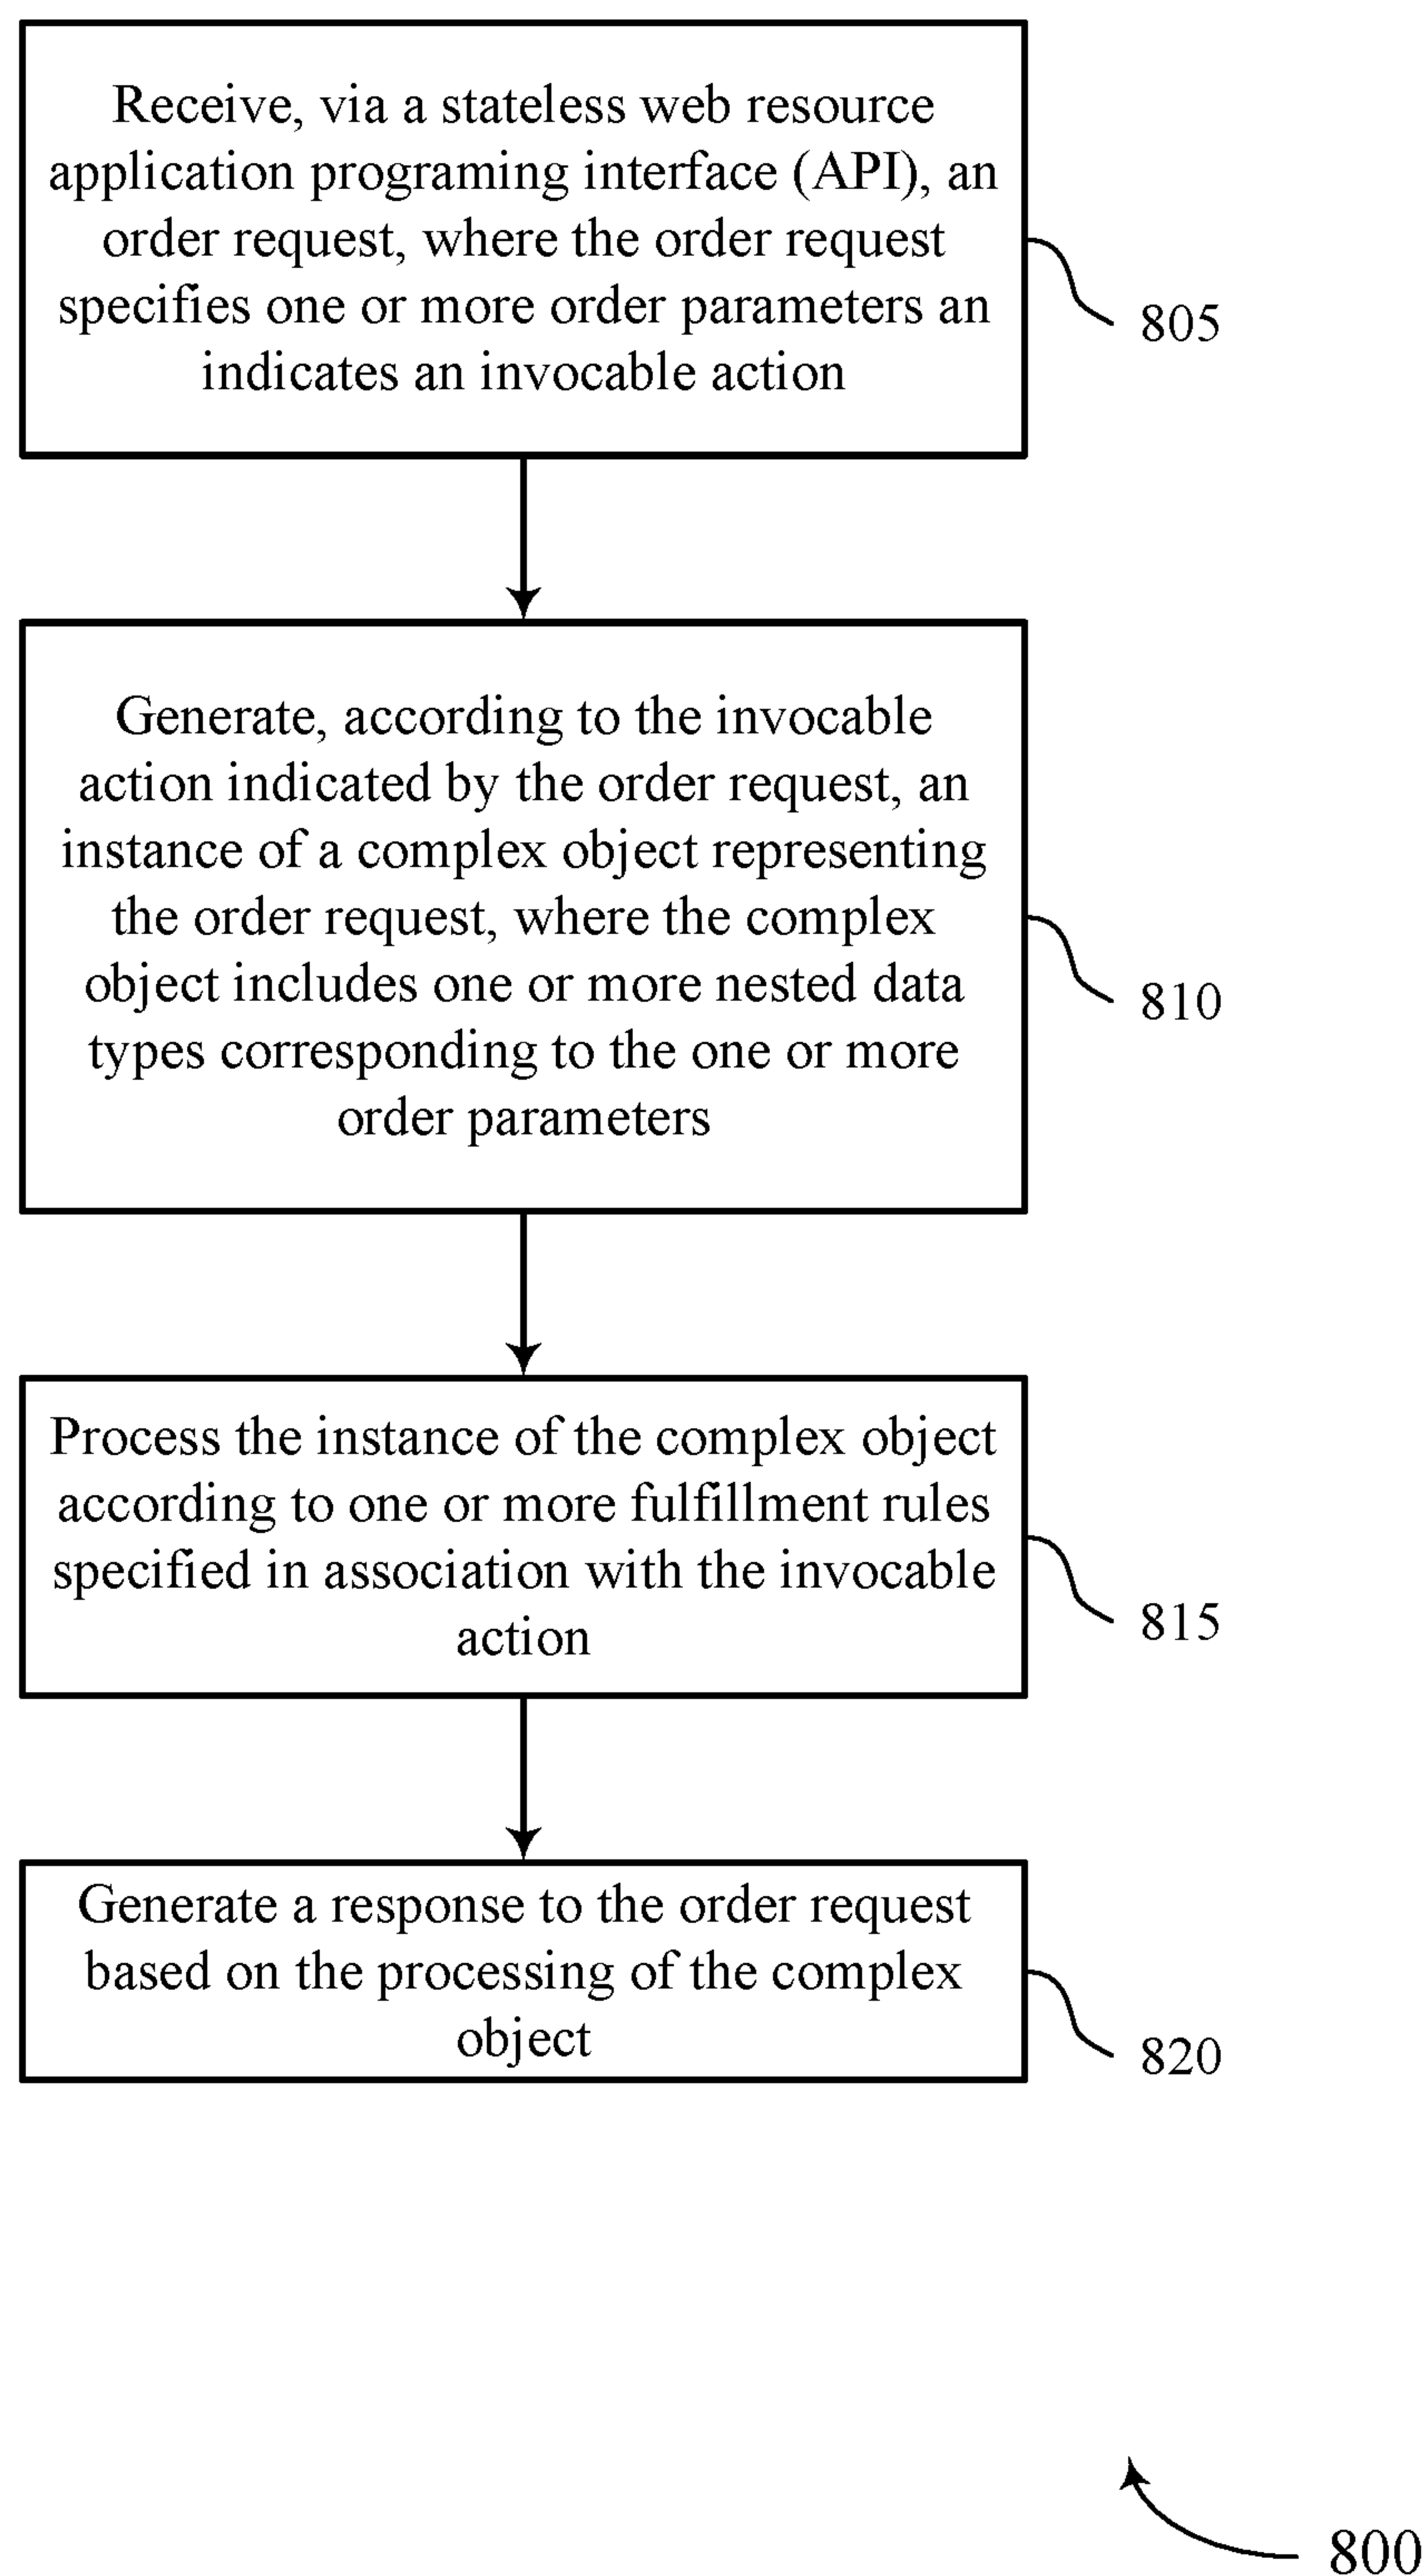 Receive, via a stateless web resource
application programing interface (API), an
order request, where the order request
specifies one or more order parameters an
indicates an invocable action
805
Generate, according to the invocable
action indicated by the order request, an
instance of a complex object representing
the order request, where the complex
object includes one or more nested data
types corresponding to the one or more
order parameters
810
Process the instance of the complex object
according to one or more fulfillment rules
specified in association with the invocable
action
815
Generate a response to the order request
based on the processing of the complex
object
820
800